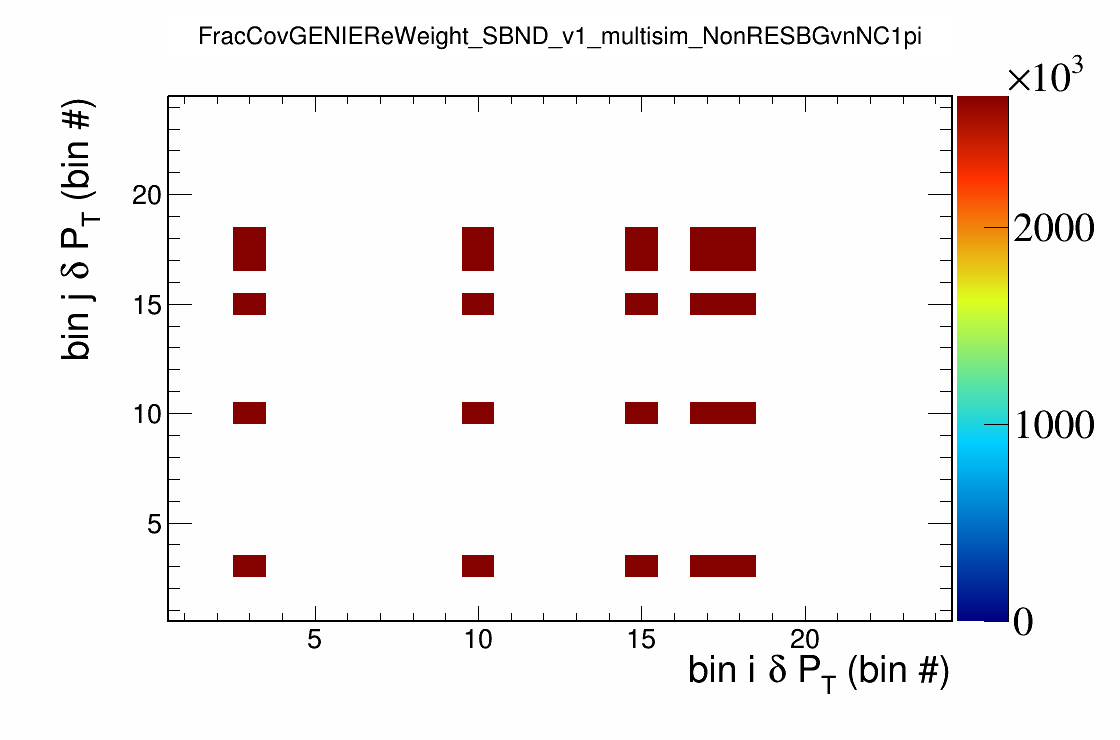 FracCovGENIEReWeight_SBND_v1_multisim_NonRESBGvnNC1pi
×10³
bin j δ P_T (bin #)
20
15
10
5
2000
1000
0
5 10 15 20
bin i δ P_T (bin #)